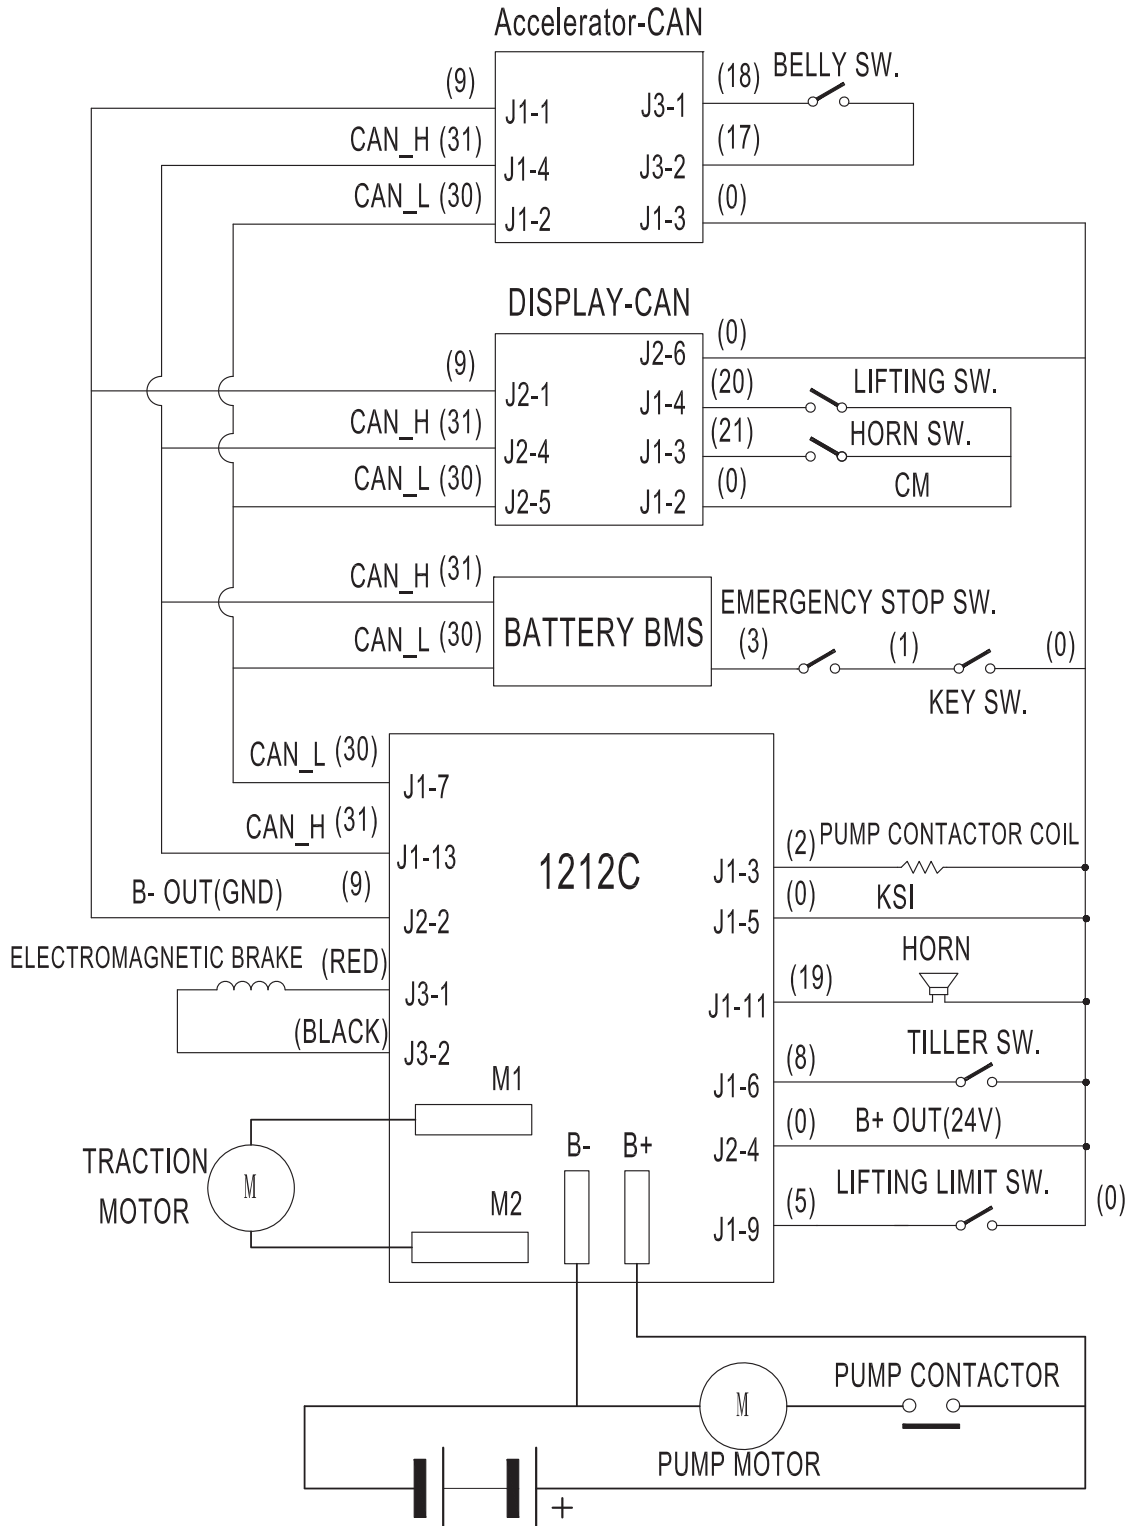 Accelerator-CAN
(9)
(18)
BELLY SW.
J1-1
J3-1
CAN_H (31)
(17)
J1-4
J3-2
CAN_L (30)
(0)
J1-2
J1-3
DISPLAY-CAN
(0)
J2-6
(9)
(20)
LIFTING SW.
J2-1
J1-4
CAN_H (31)
(21)
HORN SW.
J2-4
J1-3
CAN_L (30)
(0)
CM
J2-5
J1-2
CAN_H (31)
EMERGENCY STOP SW.
CAN_L (30)
BATTERY BMS
(3)
(1)
(0)
KEY SW.
CAN_L (30)
J1-7
CAN_H (31)
(2)
PUMP CONTACTOR COIL
J1-13
1212C
J1-3
B- OUT(GND)
(9)
(0)
KSI
J2-2
J1-5
ELECTROMAGNETIC BRAKE
(RED)
HORN
(19)
J3-1
J1-11
(BLACK)
TILLER SW.
J3-2
(8)
M1
J1-6
B-
B+
(0)
B+ OUT(24V)
J2-4
TRACTION
MOTOR
M
M2
LIFTING LIMIT SW.
(5)
(0)
J1-9
PUMP CONTACTOR
M
PUMP MOTOR
+